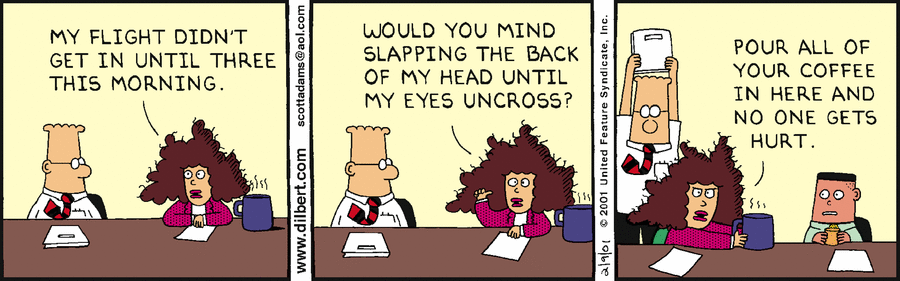 MY FLIGHT DIDN'T
GET IN UNTIL THREE
THIS MORNING.
www.dilbert.com
scottadams@aol.com
WOULD YOU MIND
SLAPPING THE BACK
OF MY HEAD UNTIL
MY EYES UNCROSS?
2/9/01 © 2001 United Feature Syndicate, Inc.
POUR ALL OF
YOUR COFFEE
IN HERE AND
NO ONE GETS
HURT.